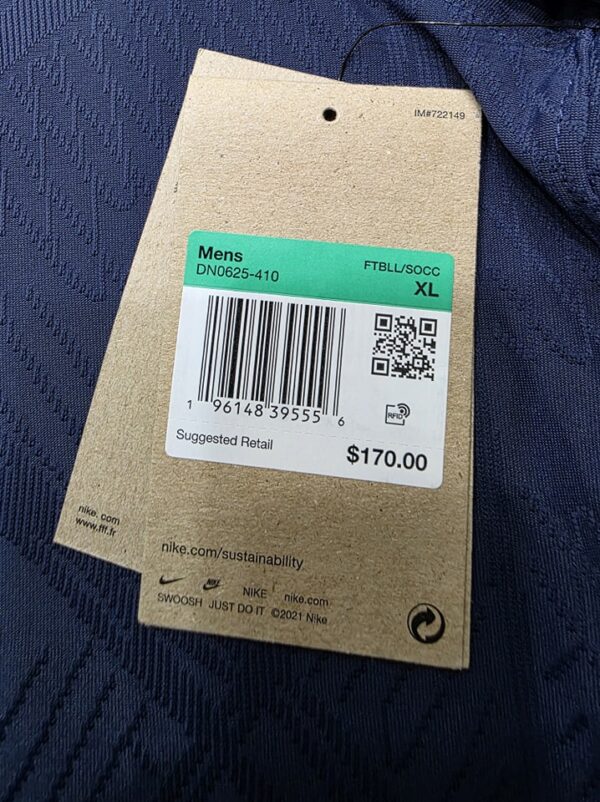 IM#722149
Mens
DN0625-410
FTBLL/SOCC
XL
1 96148 39555 6
RFID
Suggested Retail
$170.00
nike.com/sustainability
NIKE nike.com
SWOOSH JUST DO IT ©2021 Nike
nike.com
www.fff.fr